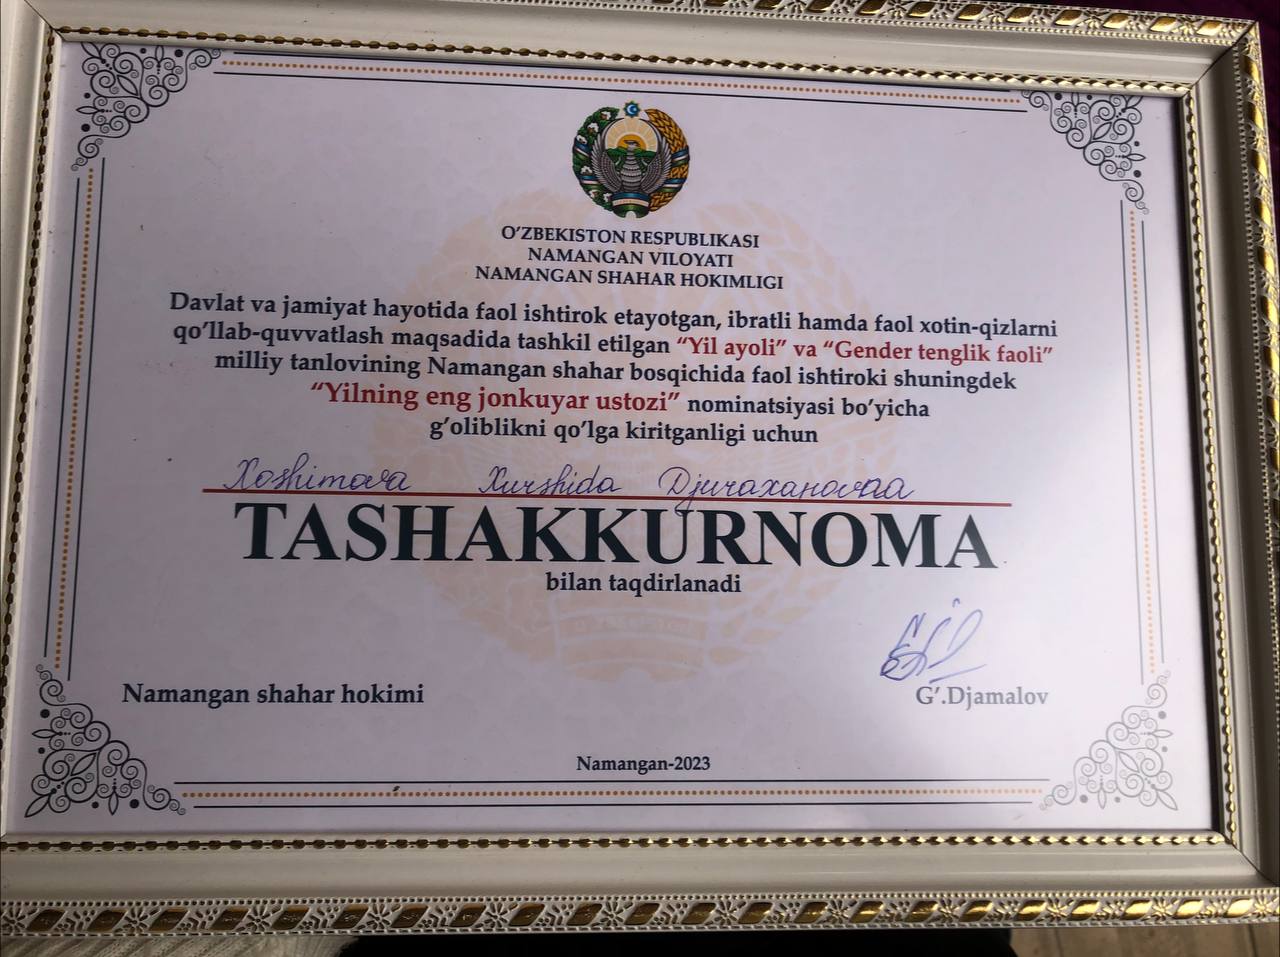 O'ZBEKISTON RESPUBLIKASI
NAMANGAN VILOYATI
NAMANGAN SHAHAR HOKIMLIGI
Davlat va jamiyat hayotida faol ishtirok etayotgan, ibratli hamda faol xotin-qizlarni
qo'llab-quvvatlash maqsadida tashkil etilgan “Yil ayoli” va “Gender tenglik faoli”
milliy tanlovining Namangan shahar bosqichida faol ishtiroki shuningdek
“Yilning eng jonkuyar ustozi” nominatsiyasi bo'yicha
g'oliblikni qo'lga kiritganligi uchun
Xoshimova Xurshida Djuraxanovaa
TASHAKKURNOMA
bilan taqdirlanadi
Namangan shahar hokimi G'.Djamalov
Namangan-2023